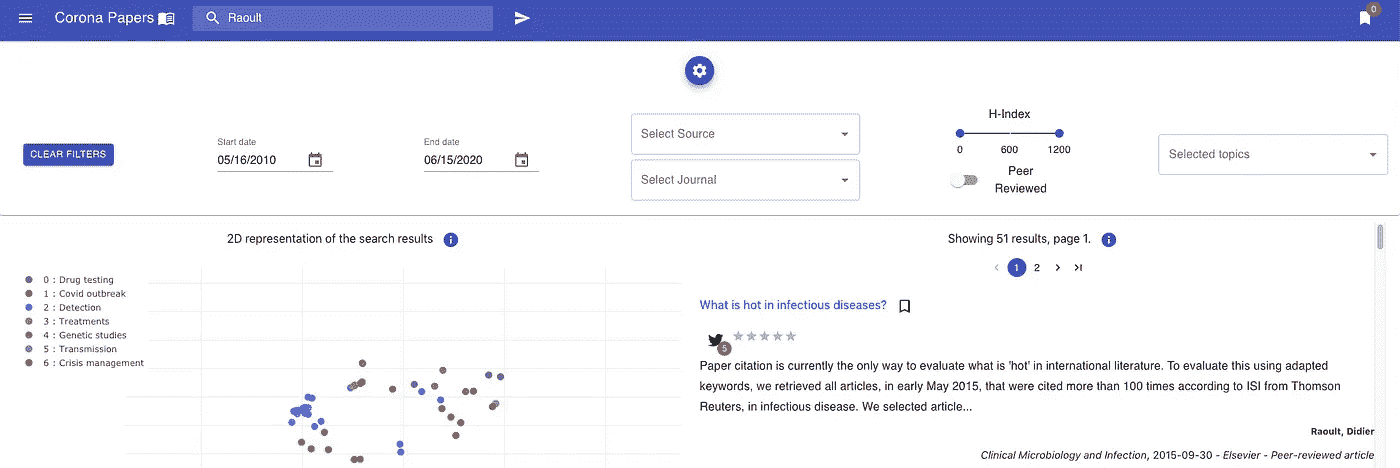 Corona Papers
Raoult
0
CLEAR FILTERS
Start date
05/16/2010
End date
06/15/2020
Select Source
Select Journal
H-Index
0 600 1200
Peer
Reviewed
Selected topics
2D representation of the search results
0 : Drug testing
1 : Covid outbreak
2 : Detection
3 : Treatments
4 : Genetic studies
5 : Transmission
6 : Crisis management
Showing 51 results, page 1.
1 2
What is hot in infectious diseases?
5
Paper citation is currently the only way to evaluate what is 'hot' in international literature. To evaluate this using adapted
keywords, we retrieved all articles, in early May 2015, that were cited more than 100 times according to ISI from Thomson
Reuters, in infectious disease. We selected article...
Raoult, Didier
Clinical Microbiology and Infection, 2015-09-30 - Elsevier - Peer-reviewed article